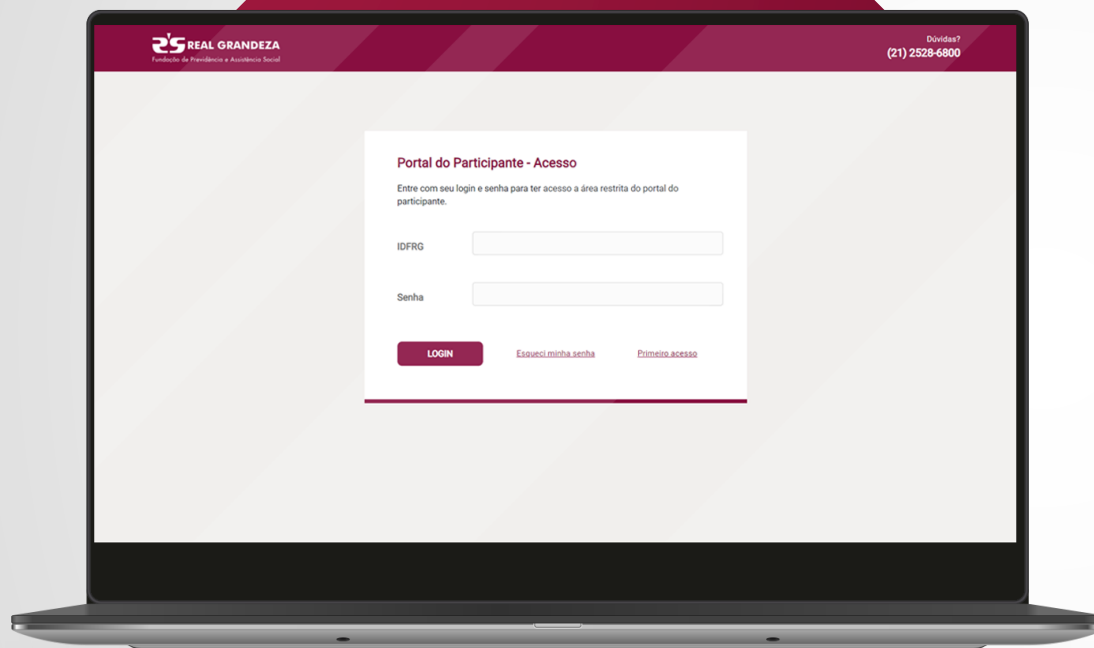 REAL GRANDEZA
Fundação de Previdência e Assistência Social
Dúvidas?
(21) 2528-6800
Portal do Participante - Acesso
Entre com seu login e senha para ter acesso a área restrita do portal do
participante.
IDFRG
Senha
LOGIN
Esqueci minha senha
Primeiro acesso